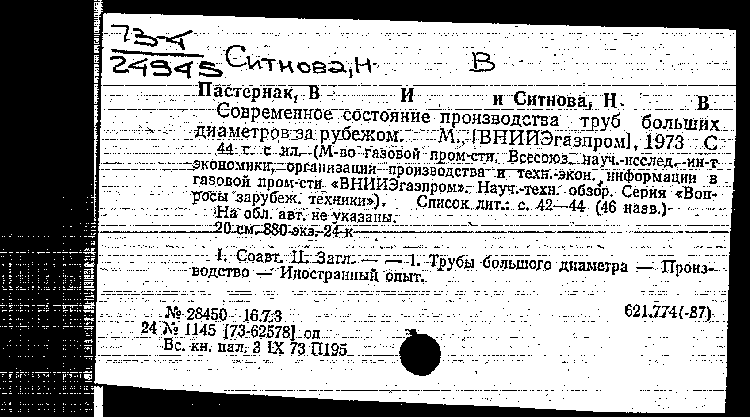 73-4
24945
Ситнова, Н. В
Пастернак, В И и Ситнова, Н. В
Современное состояние производства труб больших
диаметров за рубежом. М., [ВНИИЭгазпром], 1973 С
44 с. с ил. (М-во газовой пром-сти. Всесоюз. науч.-исслед. ин-т
экономики, организации производства и техн.-экон. информации в
газовой пром-сти «ВНИИЭгазпром». Науч.-техн. обзор. Серия «Воп-
росы зарубеж. техники»). Список лит.: с. 42—44 (46 назв.)
На обл. авт. не указаны.
20 см. 880 экз. 24 к
I. Соавт. II. Загл. — — 1. Трубы большого диаметра — Произ-
водство — Иностранный опыт.
№ 28450 16.7.3 621.774(-87)
24 № 1145 [73-62578] оп
Вс. кн. пал. 3 IX 73 П195